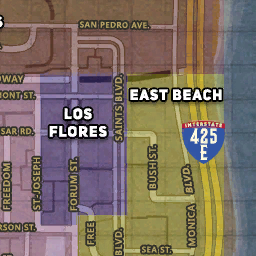 S
SAN PEDRO AVE.
OWAY
MONT ST.
EAST BEACH
LOS
FLORES
SAINTS BLVD.
INTERSTATE
425
E
SAR RD.
FREEDOM
ST-JOSEPH
FORUM ST.
BUSH ST.
MONICA BLVD.
RSON ST.
FREE
BLVD.
SEA ST.